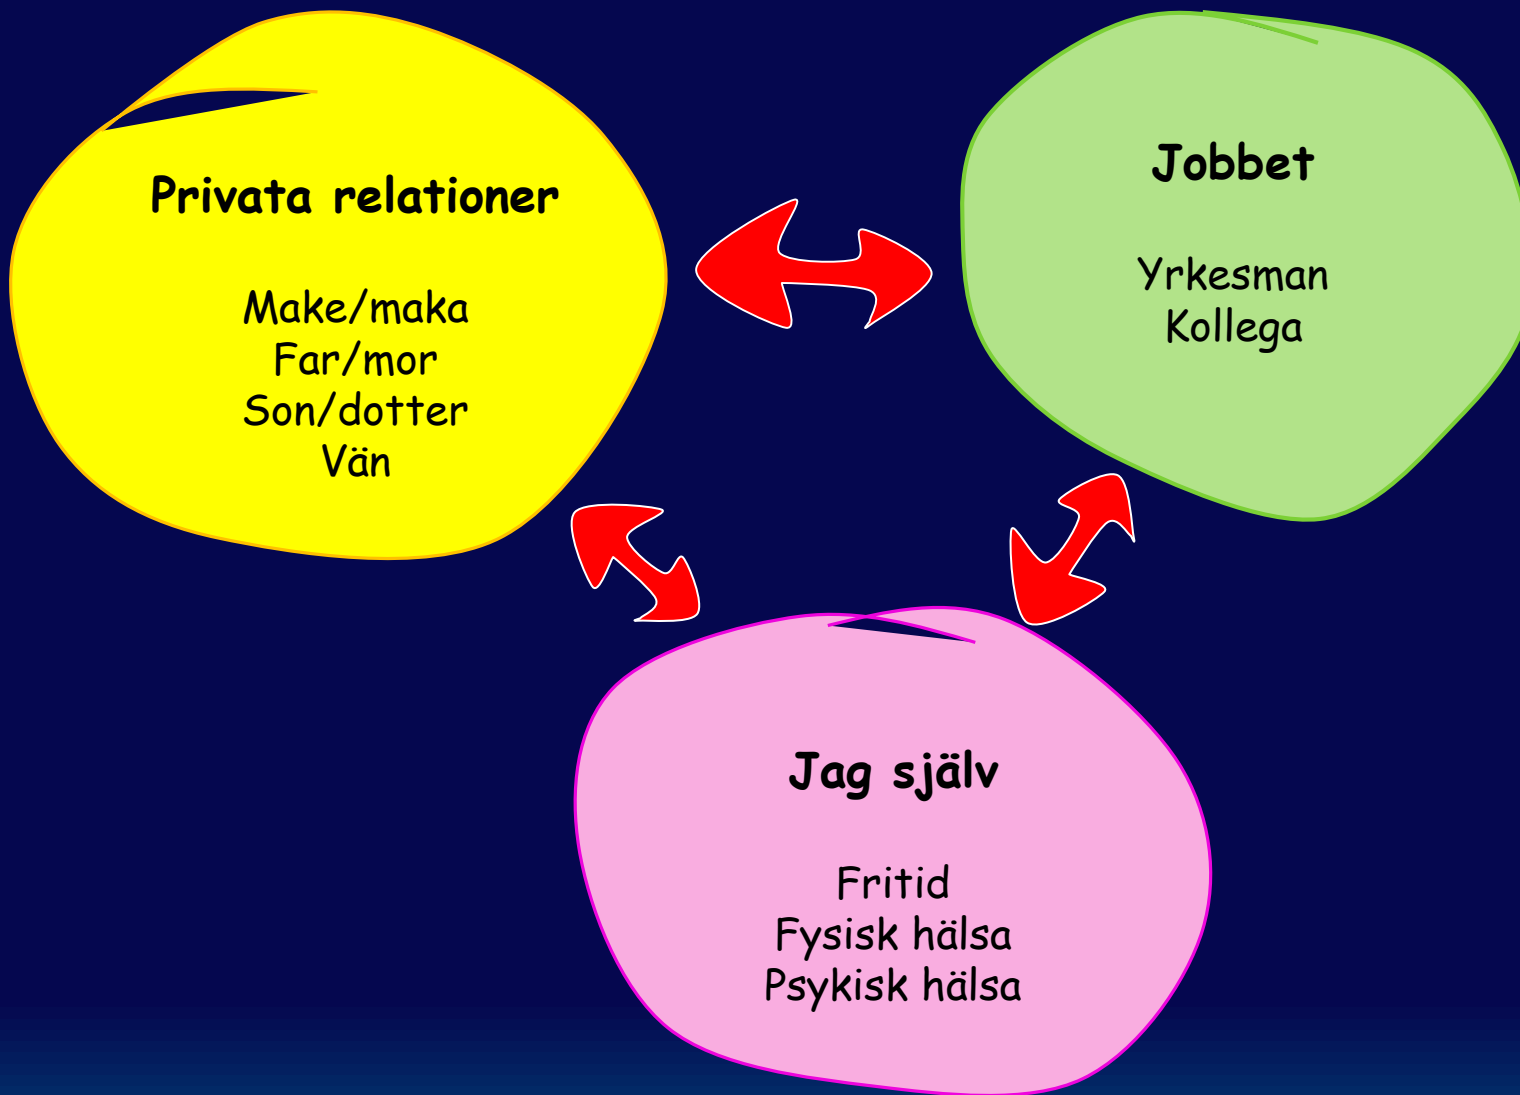 Privata relationer
Make/maka
Far/mor
Son/dotter
Vän
Jobbet
Yrkesman
Kollega
Jag själv
Fritid
Fysisk hälsa
Psykisk hälsa